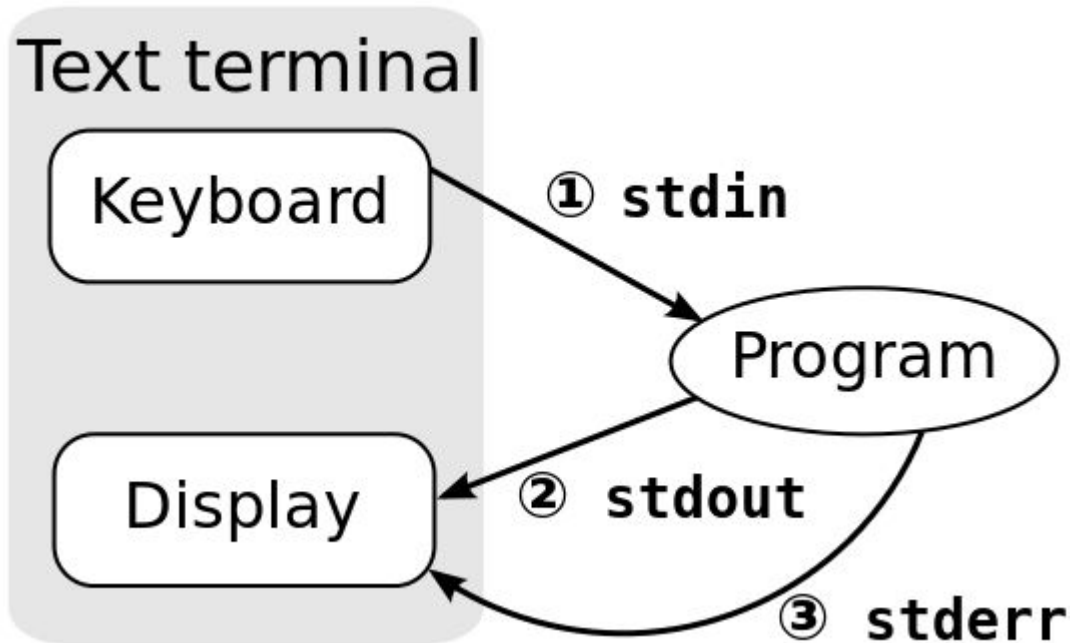 Text terminal
Keyboard
① stdin
Program
Display
② stdout
③ stderr